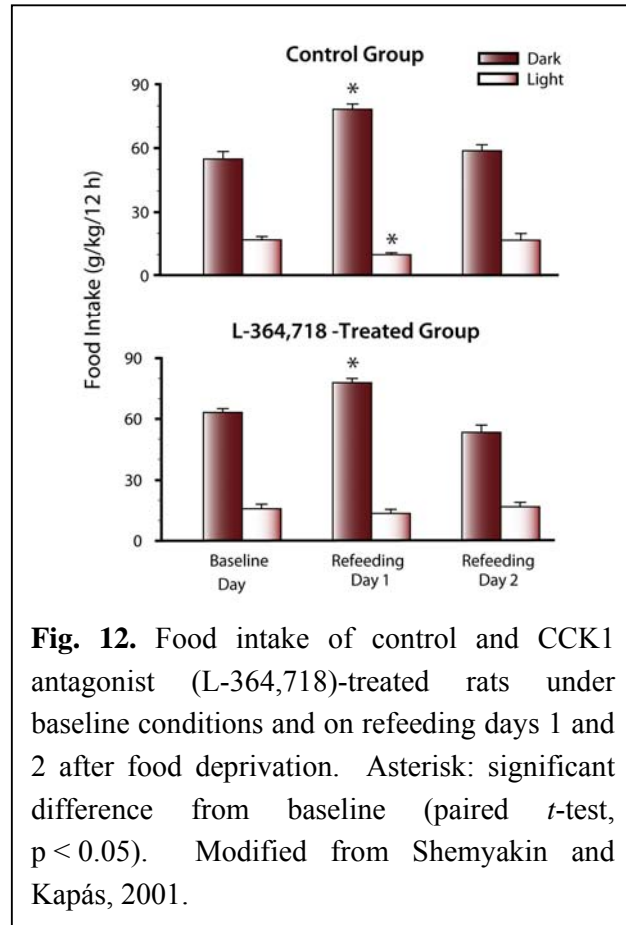 Control Group
Dark
Light
90
*
60
30
*
0
Food Intake (g/kg/12 h)
L-364,718 -Treated Group
90
*
60
30
0
Baseline Day
Refeeding Day 1
Refeeding Day 2
Fig. 12. Food intake of control and CCK1
antagonist (L-364,718)-treated rats under
baseline conditions and on refeeding days 1 and
2 after food deprivation. Asterisk: significant
difference from baseline (paired t-test,
p < 0.05). Modified from Shemyakin and
Kapás, 2001.